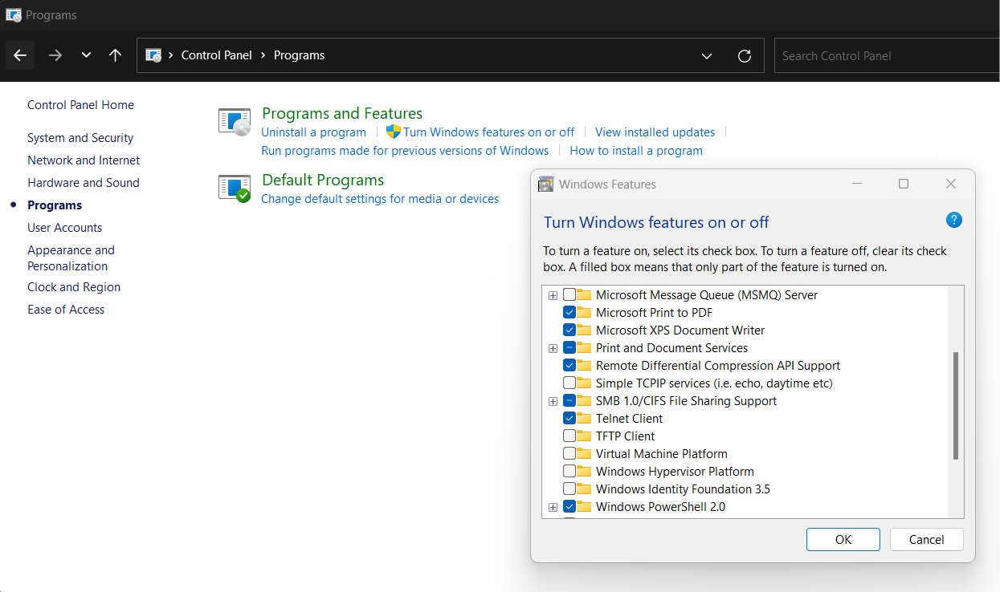 Programs
Control Panel > Programs
Search Control Panel
Control Panel Home
System and Security
Network and Internet
Hardware and Sound
Programs
User Accounts
Appearance and
Personalization
Clock and Region
Ease of Access
Programs and Features
Uninstall a program
Turn Windows features on or off
View installed updates
Run programs made for previous versions of Windows
How to install a program
Default Programs
Change default settings for media or devices
Windows Features
Turn Windows features on or off
?
To turn a feature on, select its check box. To turn a feature off, clear its check
box. A filled box means that only part of the feature is turned on.
Microsoft Message Queue (MSMQ) Server
Microsoft Print to PDF
Microsoft XPS Document Writer
Print and Document Services
Remote Differential Compression API Support
Simple TCPIP services (i.e. echo, daytime etc)
SMB 1.0/CIFS File Sharing Support
Telnet Client
TFTP Client
Virtual Machine Platform
Windows Hypervisor Platform
Windows Identity Foundation 3.5
Windows PowerShell 2.0
OK
Cancel